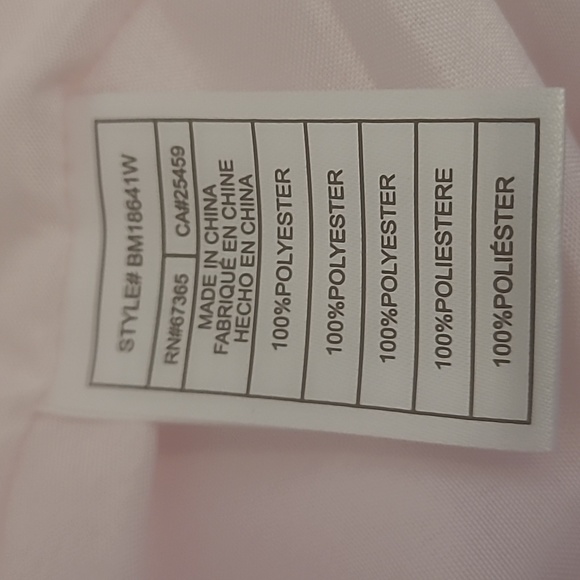 STYLE# BM18641W
RN#67365 CA#25459
MADE IN CHINA
FABRIQUÉ EN CHINE
HECHO EN CHINA
100%POLYESTER
100%POLYESTER
100%POLYESTER
100%POLIESTERE
100%POLIÉSTER